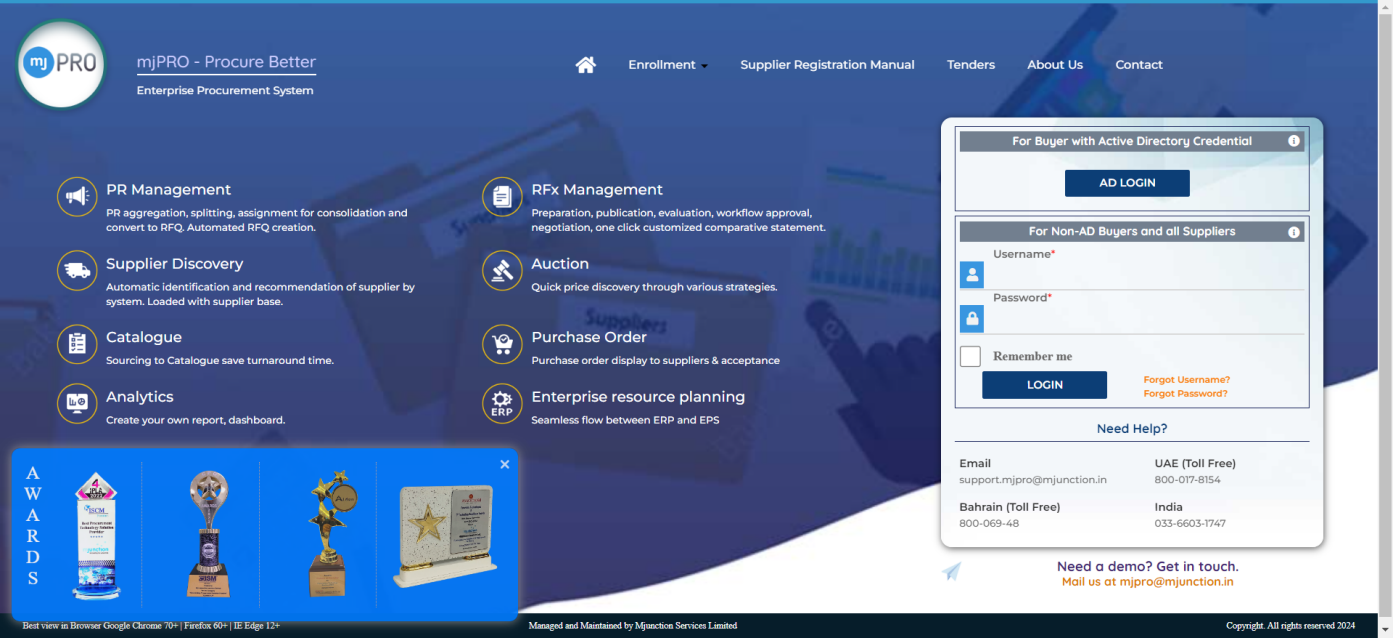 mj PRO
mjPRO - Procure Better
Enterprise Procurement System
Enrollment
Supplier Registration Manual
Tenders
About Us
Contact
PR Management
PR aggregation, splitting, assignment for consolidation and
convert to RFQ. Automated RFQ creation.
RFx Management
Preparation, publication, evaluation, workflow approval,
negotiation, one click customized comparative statement.
Supplier Discovery
Automatic identification and recommendation of supplier by
system. Loaded with supplier base.
Auction
Quick price discovery through various strategies.
Catalogue
Sourcing to Catalogue save turnaround time.
Purchase Order
Purchase order display to suppliers & acceptance
Analytics
Create your own report, dashboard.
ERP
Enterprise resource planning
Seamless flow between ERP and EPS
Suppliers
For Buyer with Active Directory Credential
AD LOGIN
For Non-AD Buyers and all Suppliers
Username*
Password*
Remember me
LOGIN
Forgot Username?
Forgot Password?
Need Help?
Email
support.mjpro@mjunction.in
UAE (Toll Free)
800-017-8154
Bahrain (Toll Free)
800-069-48
India
033-6603-1747
Need a demo? Get in touch.
Mail us at mjpro@mjunction.in
AWARDS
ISCM
Best Procurement
Technology Solution
Provider
Best view in Browser Google Chrome 70+ | Firefox 60+ | IE Edge 12+
Managed and Maintained by Mjunction Services Limited
Copyright. All rights reserved 2024